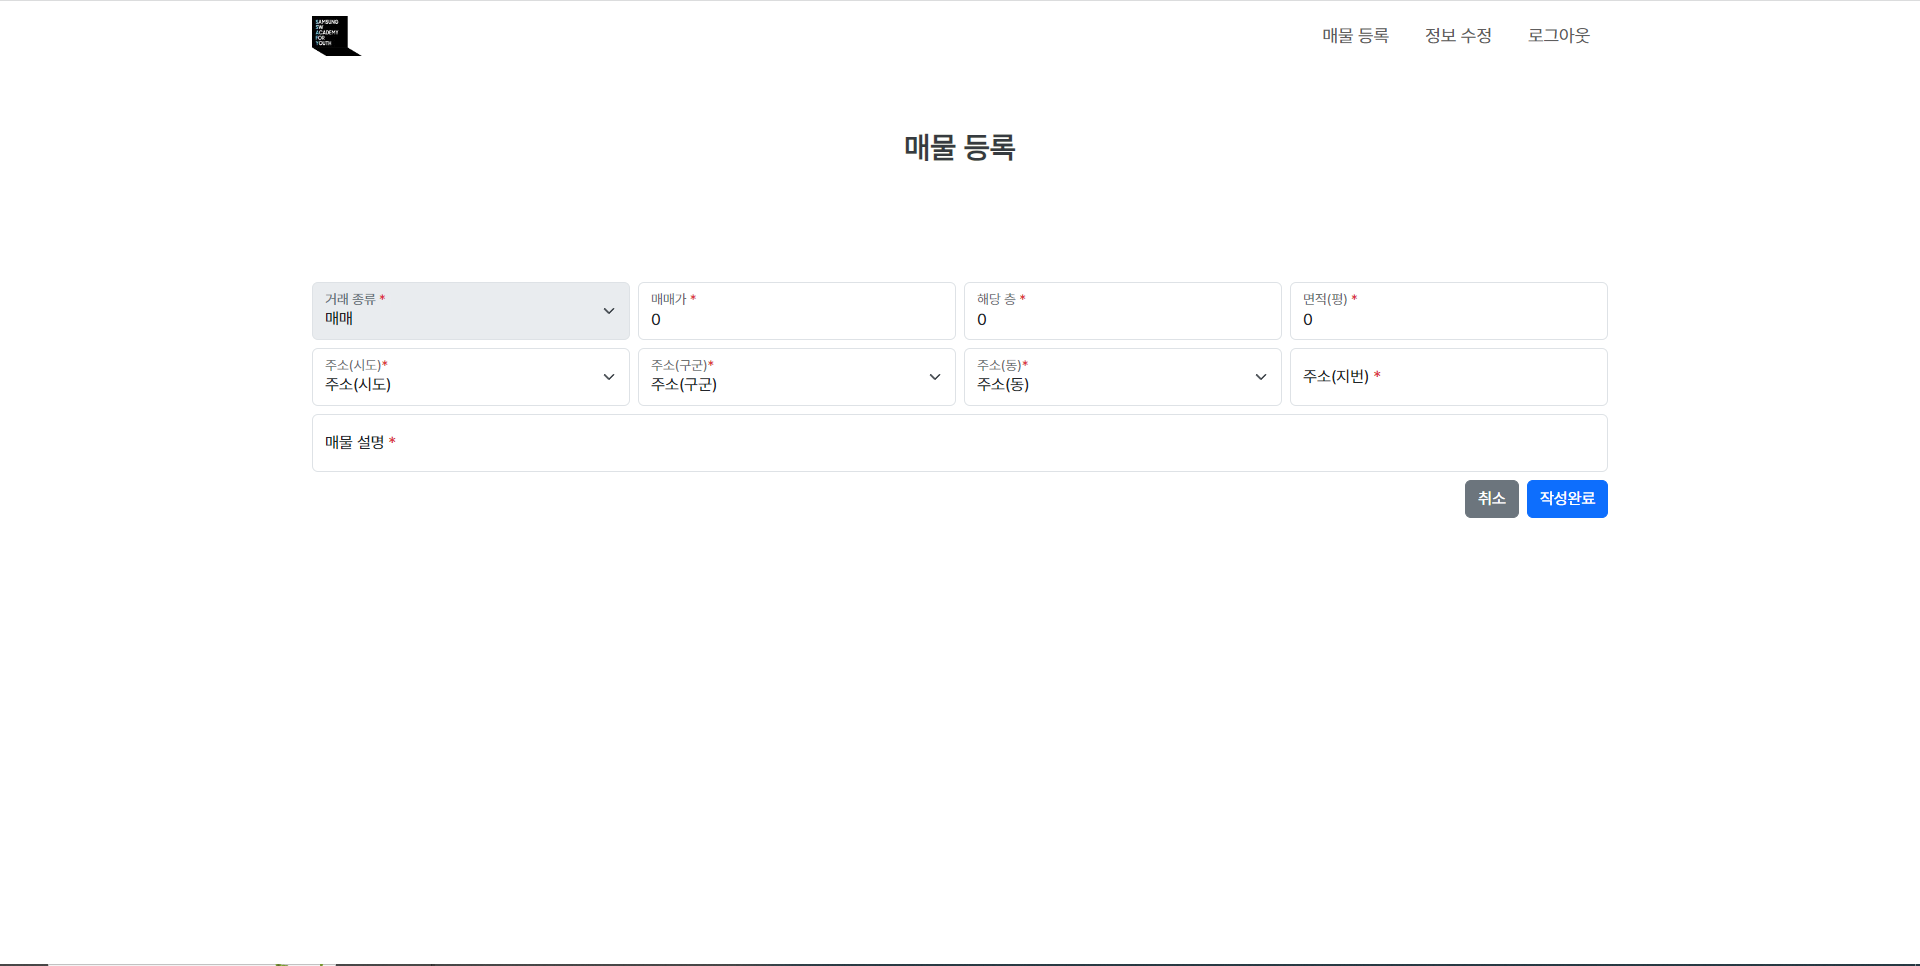 SAMSUNG
SW
ACADEMY
FOR
YOUTH
매물 등록 정보 수정 로그아웃
매물 등록
거래 종류 * 매매가 * 해당 층 * 면적(평) *
매매 0 0 0
주소(시도)* 주소(구군)* 주소(동)*
주소(시도) 주소(구군) 주소(동) 주소(지번) *
매물 설명 *
취소 작성완료